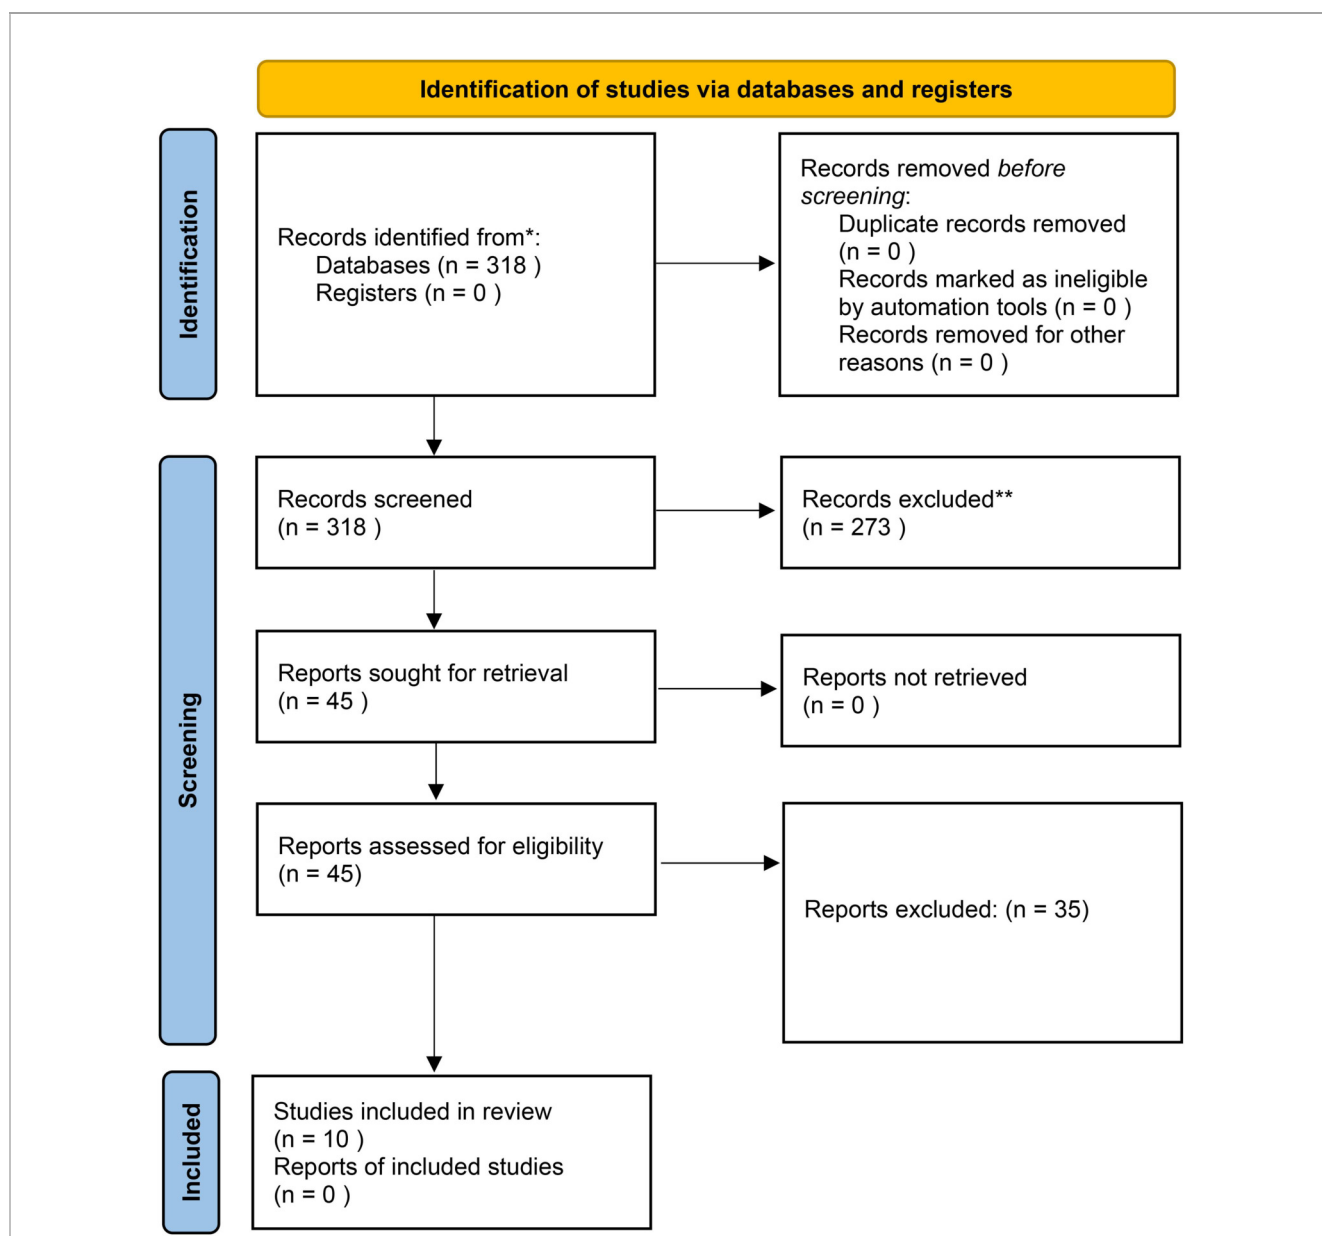 Identification of studies via databases and registers
Identification
Records identified from*:
Databases (n = 318 )
Registers (n = 0 )
Records removed before
screening:
Duplicate records removed
(n = 0 )
Records marked as ineligible
by automation tools (n = 0 )
Records removed for other
reasons (n = 0 )
Screening
Records screened
(n = 318 )
Records excluded**
(n = 273 )
Reports sought for retrieval
(n = 45 )
Reports not retrieved
(n = 0 )
Reports assessed for eligibility
(n = 45)
Reports excluded: (n = 35)
Included
Studies included in review
(n = 10 )
Reports of included studies
(n = 0 )